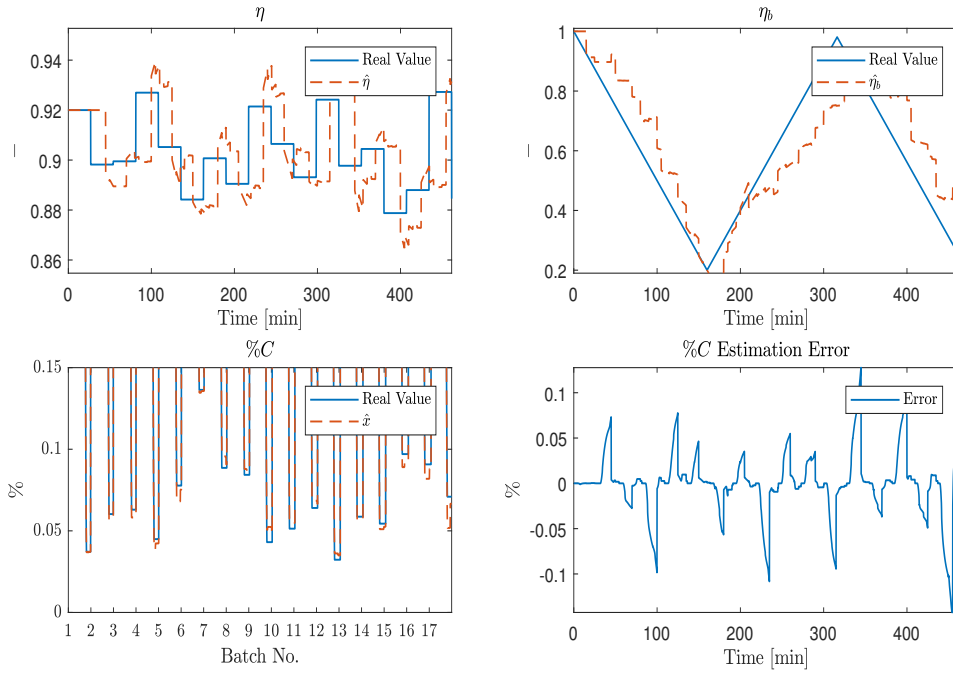 η
0.94
0.92
0.9
0.88
0.86
–
Real Value
η̂
0 100 200 300 400
Time [min]
η_b
1
0.8
0.6
0.4
0.2
–
Real Value
η̂_b
0 100 200 300 400
Time [min]
%C
0.15
0.1
0.05
0
%
Real Value
x̂
1 2 3 4 5 6 7 8 9 10 11 12 13 14 15 16 17
Batch No.
%C Estimation Error
0.1
0.05
0
-0.05
-0.1
%
Error
0 100 200 300 400
Time [min]